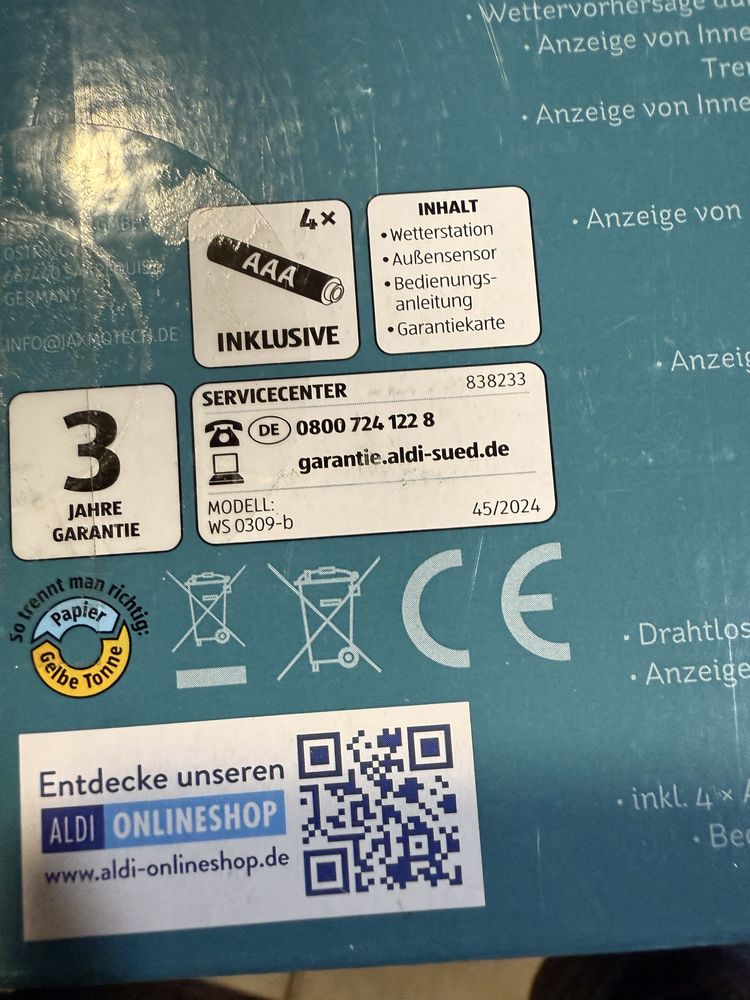 • Wettervorhersage
• Anzeige von Inne
Tre
• Anzeige von Inne
• Anzeige von
• Anzeig
GERMANY
INFO@JAXMOTECH.DE
4×
AAA
INKLUSIVE
INHALT
• Wetterstation
• Außensensor
• Bedienungs-
anleitung
• Garantiekarte
3
JAHRE
GARANTIE
SERVICECENTER 838233
DE 0800 724 122 8
garantie.aldi-sued.de
MODELL:
WS 0309-b 45/2024
So trennt man richtig:
Papier
Gelbe Tonne
CE
• Drahtlos
• Anzeige
• inkl. 4 × A
• Bed
Entdecke unseren
ALDI ONLINESHOP
www.aldi-onlineshop.de